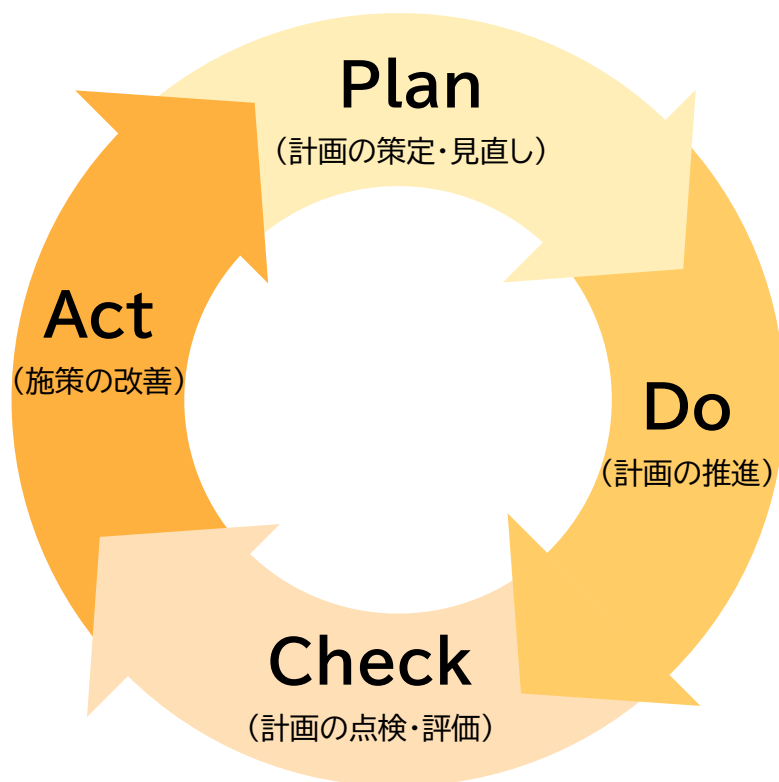 Plan
（計画の策定・見直し）
Do
（計画の推進）
Check
（計画の点検・評価）
Act
（施策の改善）